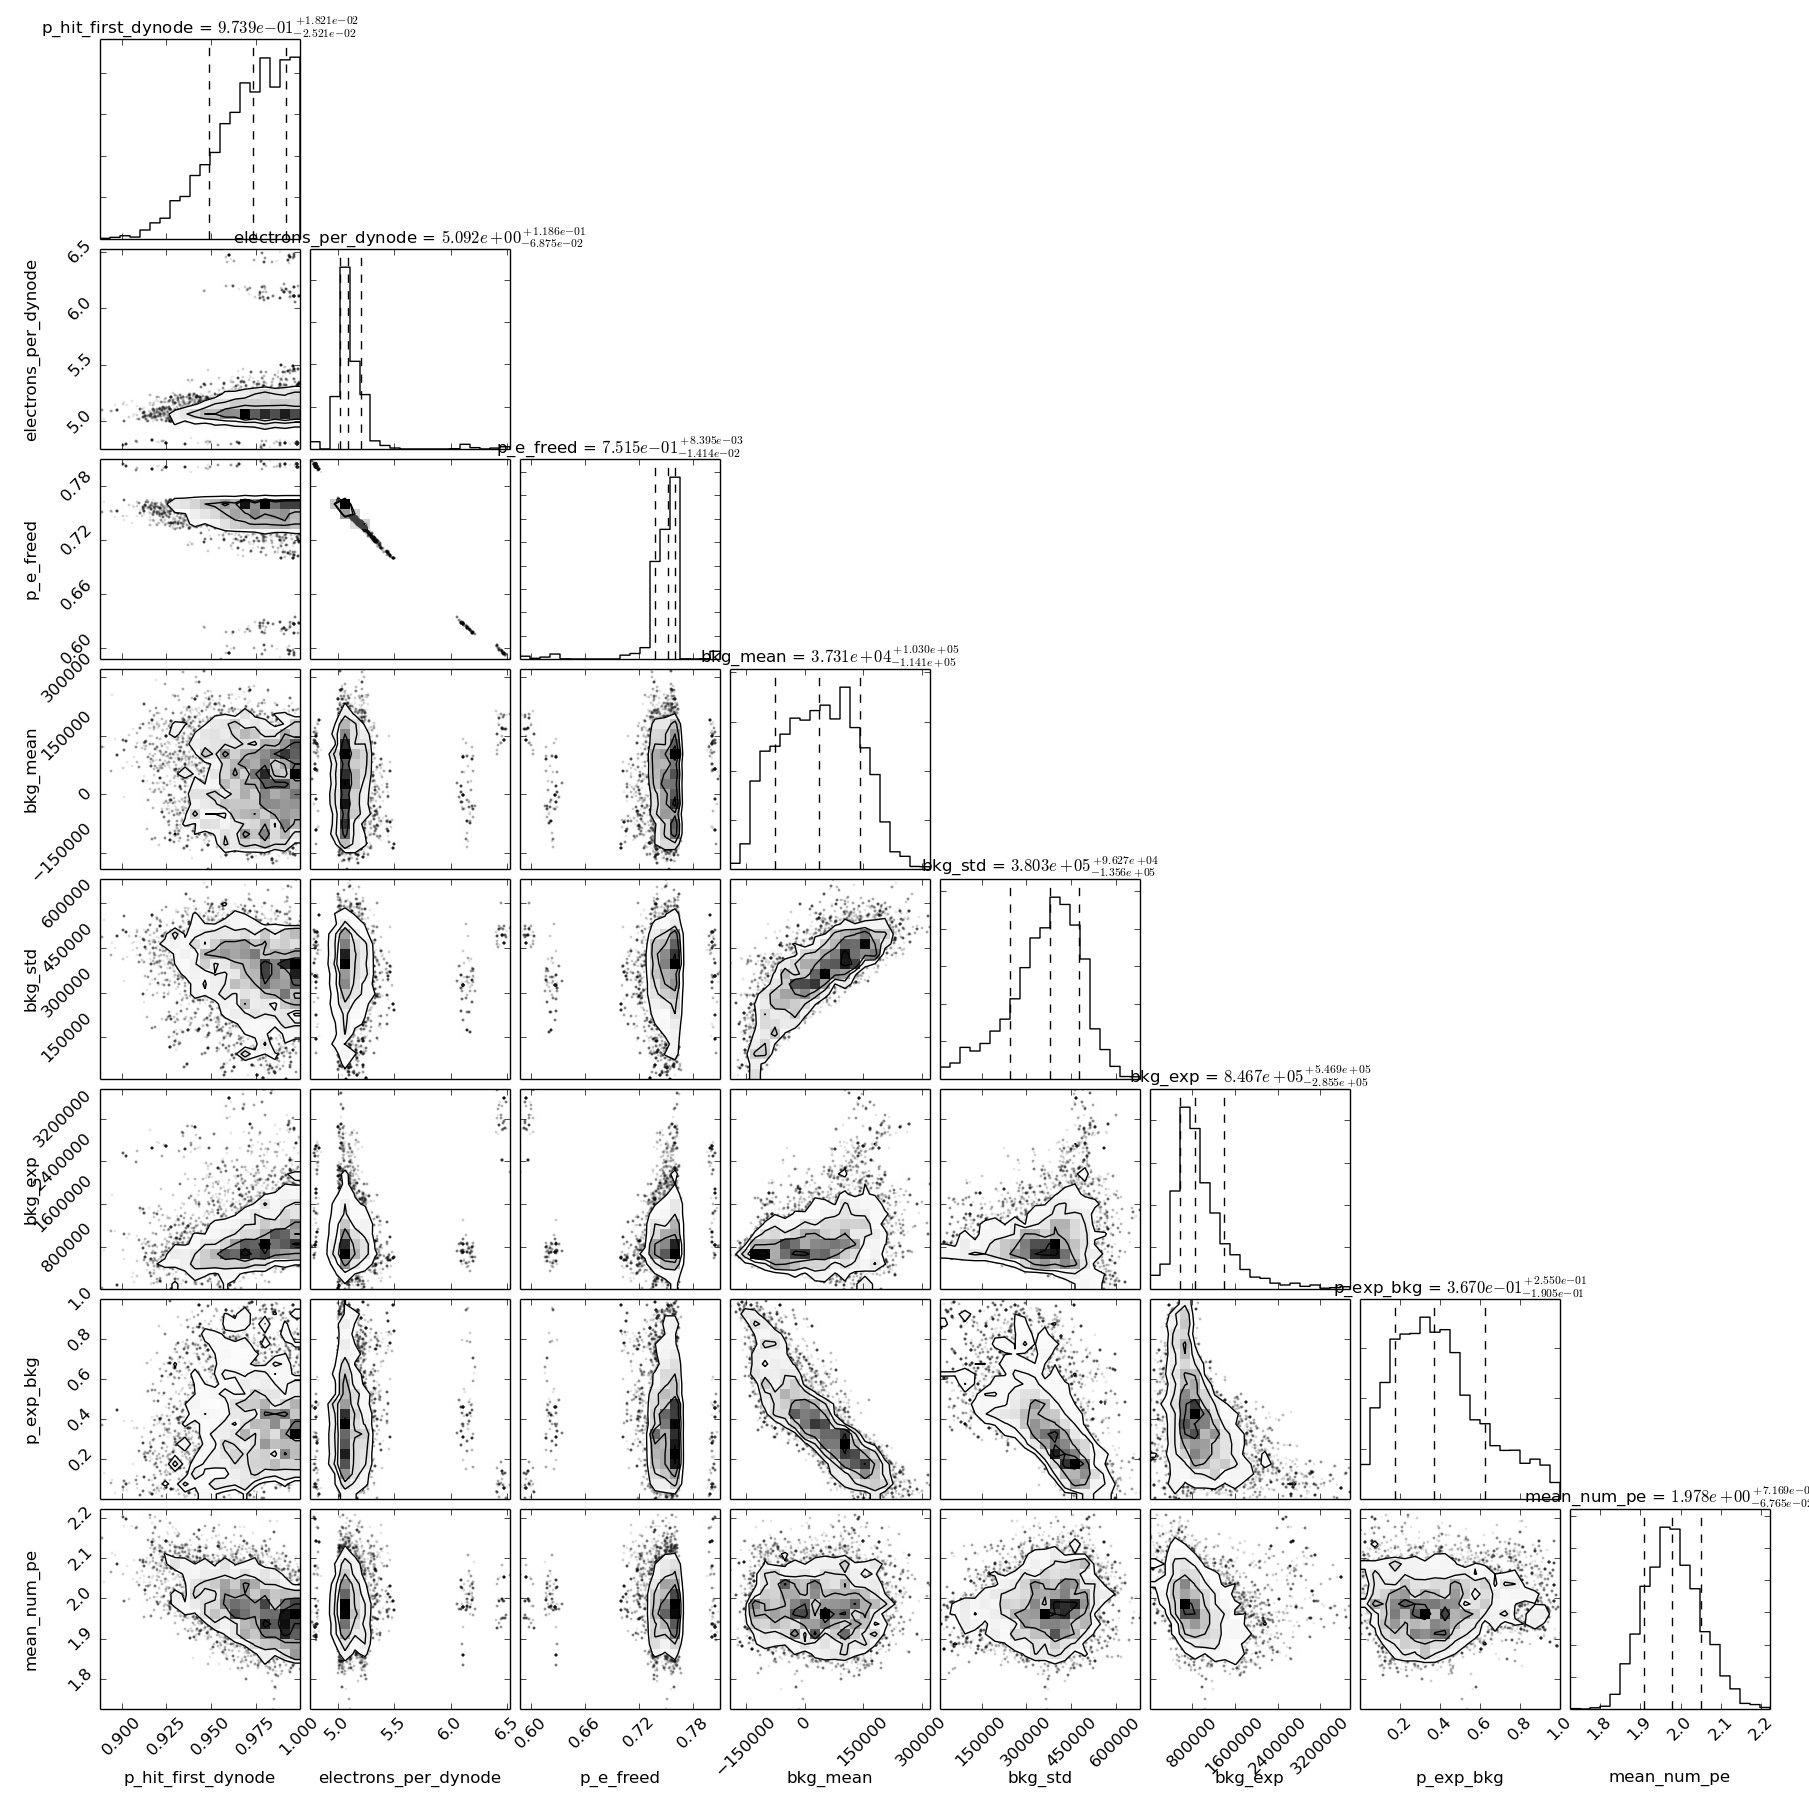 p_hit_first_dynode = 9.739e−01 +1.821e−02 −2.521e−02
electrons_per_dynode = 5.092e+00 +1.186e−01 −6.875e−02
6.5
6.0
5.5
5.0
electrons_per_dynode
p_e_freed = 7.515e−01 +8.395e−03 −1.414e−02
0.78
0.72
0.66
0.60
p_e_freed
bkg_mean = 3.731e+04 +1.030e+05 −1.141e+05
300000
150000
0
−150000
bkg_mean
bkg_std = 3.803e+05 +9.627e+04 −1.356e+05
600000
450000
300000
150000
bkg_std
bkg_exp = 8.467e+05 +5.469e+05 −2.855e+05
3200000
2400000
1600000
800000
bkg_exp
p_exp_bkg = 3.670e−01 +2.550e−01 −1.905e−01
1.0
0.8
0.6
0.4
0.2
p_exp_bkg
mean_num_pe = 1.978e+00 +7.169e−0 −6.765e−02
2.2
2.1
2.0
1.9
1.8
mean_num_pe
0.900 0.925 0.950 0.975 1.000 5.0 5.5 6.0 6.5 0.60 0.66 0.72 0.78 −150000 0 150000 300000 150000 300000 450000 600000 800000 1600000 2400000 3200000 0.2 0.4 0.6 0.8 1.0 1.8 1.9 2.0 2.1 2.2
p_hit_first_dynode electrons_per_dynode p_e_freed bkg_mean bkg_std bkg_exp p_exp_bkg mean_num_pe